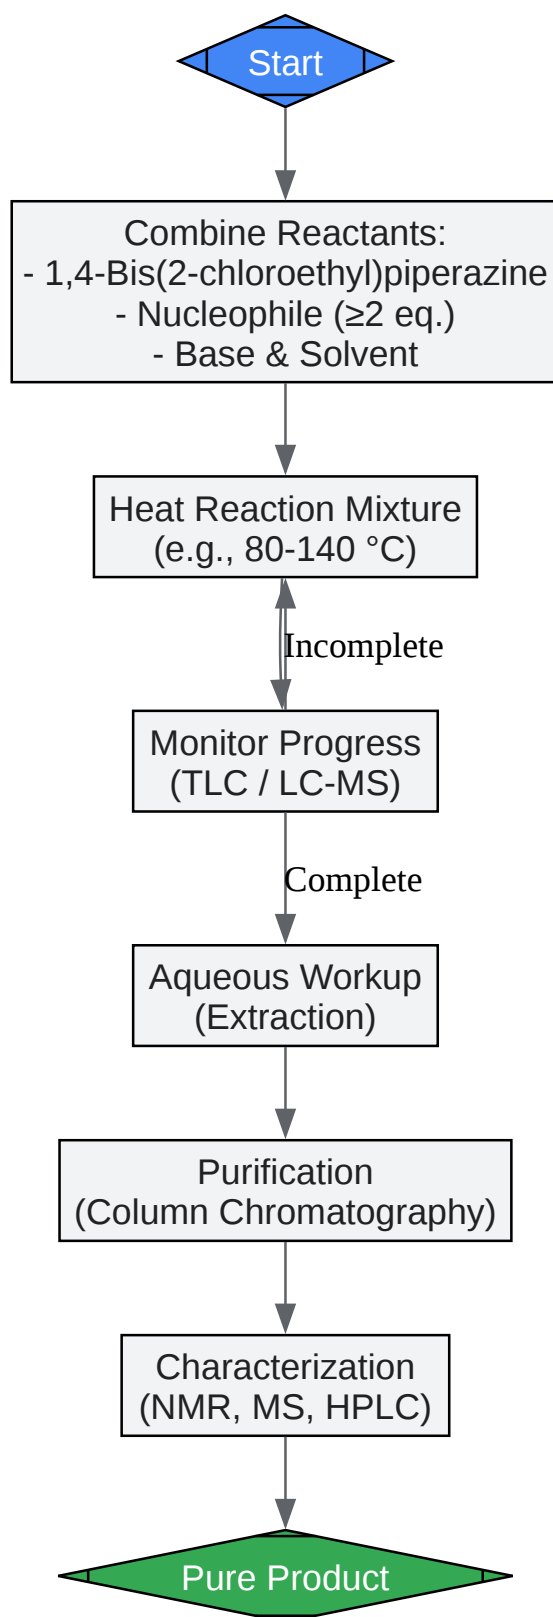 Start
Combine Reactants:
- 1,4-Bis(2-chloroethyl)piperazine
- Nucleophile (≥2 eq.)
- Base & Solvent
Heat Reaction Mixture
(e.g., 80-140 °C)
Incomplete
Monitor Progress
(TLC / LC-MS)
Complete
Aqueous Workup
(Extraction)
Purification
(Column Chromatography)
Characterization
(NMR, MS, HPLC)
Pure Product